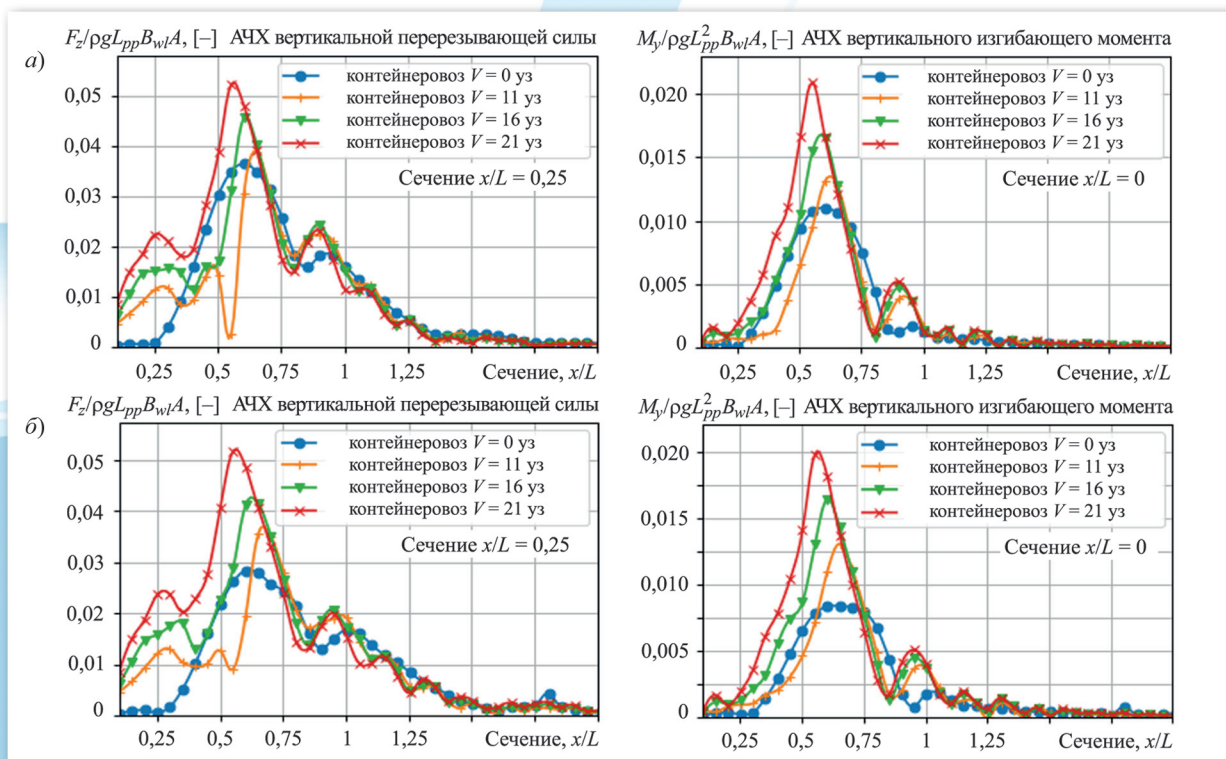 F_z/ρgL_ppB_wlA, [–] АЧХ вертикальной перерезывающей силы
а)
0,05
0,04
0,03
0,02
0,01
0
контейнеровоз V = 0 уз
контейнеровоз V = 11 уз
контейнеровоз V = 16 уз
контейнеровоз V = 21 уз
Сечение x/L = 0,25
0,25 0,5 0,75 1 1,25 Сечение, x/L
M_y/ρgL²_ppB_wlA, [–] АЧХ вертикального изгибающего момента
0,020
0,015
0,010
0,005
0
контейнеровоз V = 0 уз
контейнеровоз V = 11 уз
контейнеровоз V = 16 уз
контейнеровоз V = 21 уз
Сечение x/L = 0
0,25 0,5 0,75 1 1,25 Сечение, x/L
F_z/ρgL_ppB_wlA, [–] АЧХ вертикальной перерезывающей силы
б)
0,05
0,04
0,03
0,02
0,01
0
контейнеровоз V = 0 уз
контейнеровоз V = 11 уз
контейнеровоз V = 16 уз
контейнеровоз V = 21 уз
Сечение x/L = 0,25
0,25 0,5 0,75 1 1,25 Сечение, x/L
M_y/ρgL²_ppB_wlA, [–] АЧХ вертикального изгибающего момента
0,020
0,015
0,010
0,005
0
контейнеровоз V = 0 уз
контейнеровоз V = 11 уз
контейнеровоз V = 16 уз
контейнеровоз V = 21 уз
Сечение x/L = 0
0,25 0,5 0,75 1 1,25 Сечение, x/L